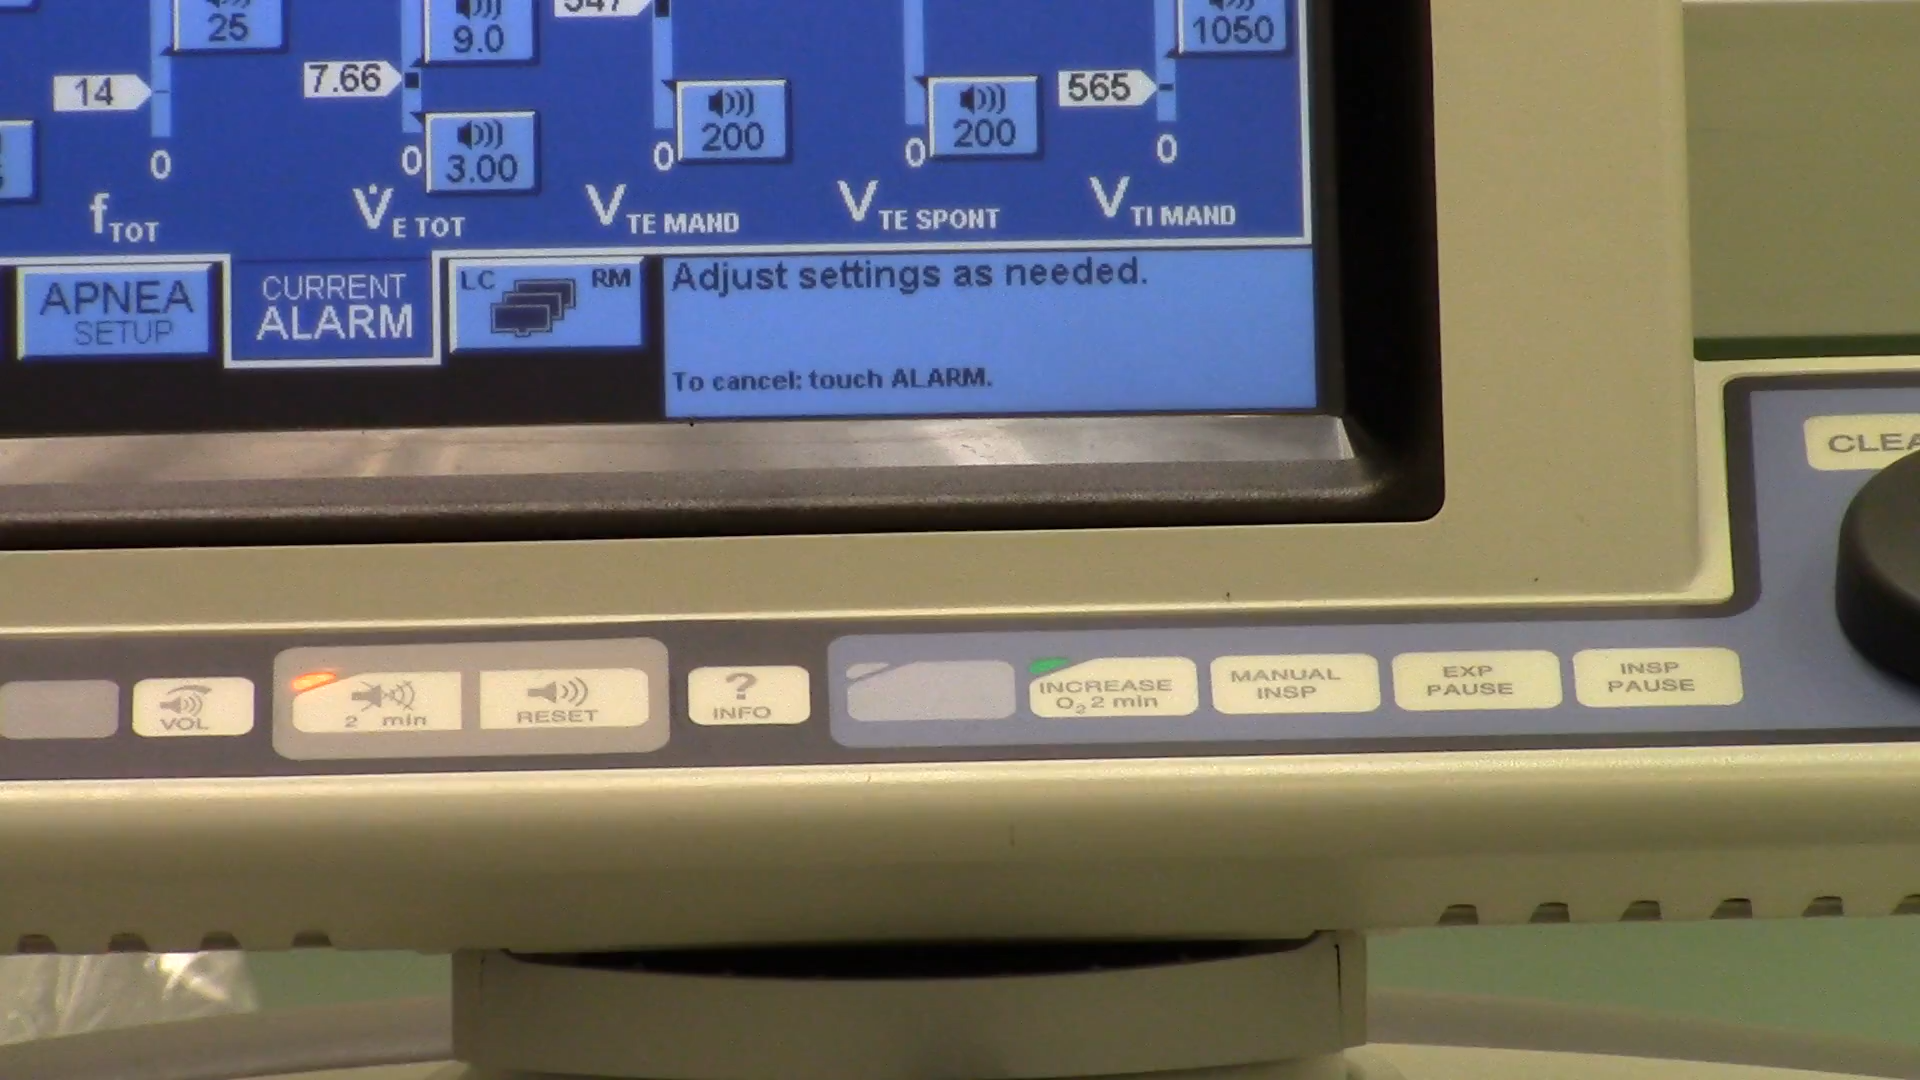 25
9.0
1050
14
7.66
200
200
565
0
0
3.00
0
0
0
fTOT
V̇E TOT
VTE MAND
VTE SPONT
VTI MAND
APNEA
SETUP
CURRENT
ALARM
LC RM
Adjust settings as needed.
To cancel: touch ALARM.
VOL
2 min
RESET
?
INFO
INCREASE
O₂ 2 min
MANUAL
INSP
EXP
PAUSE
INSP
PAUSE